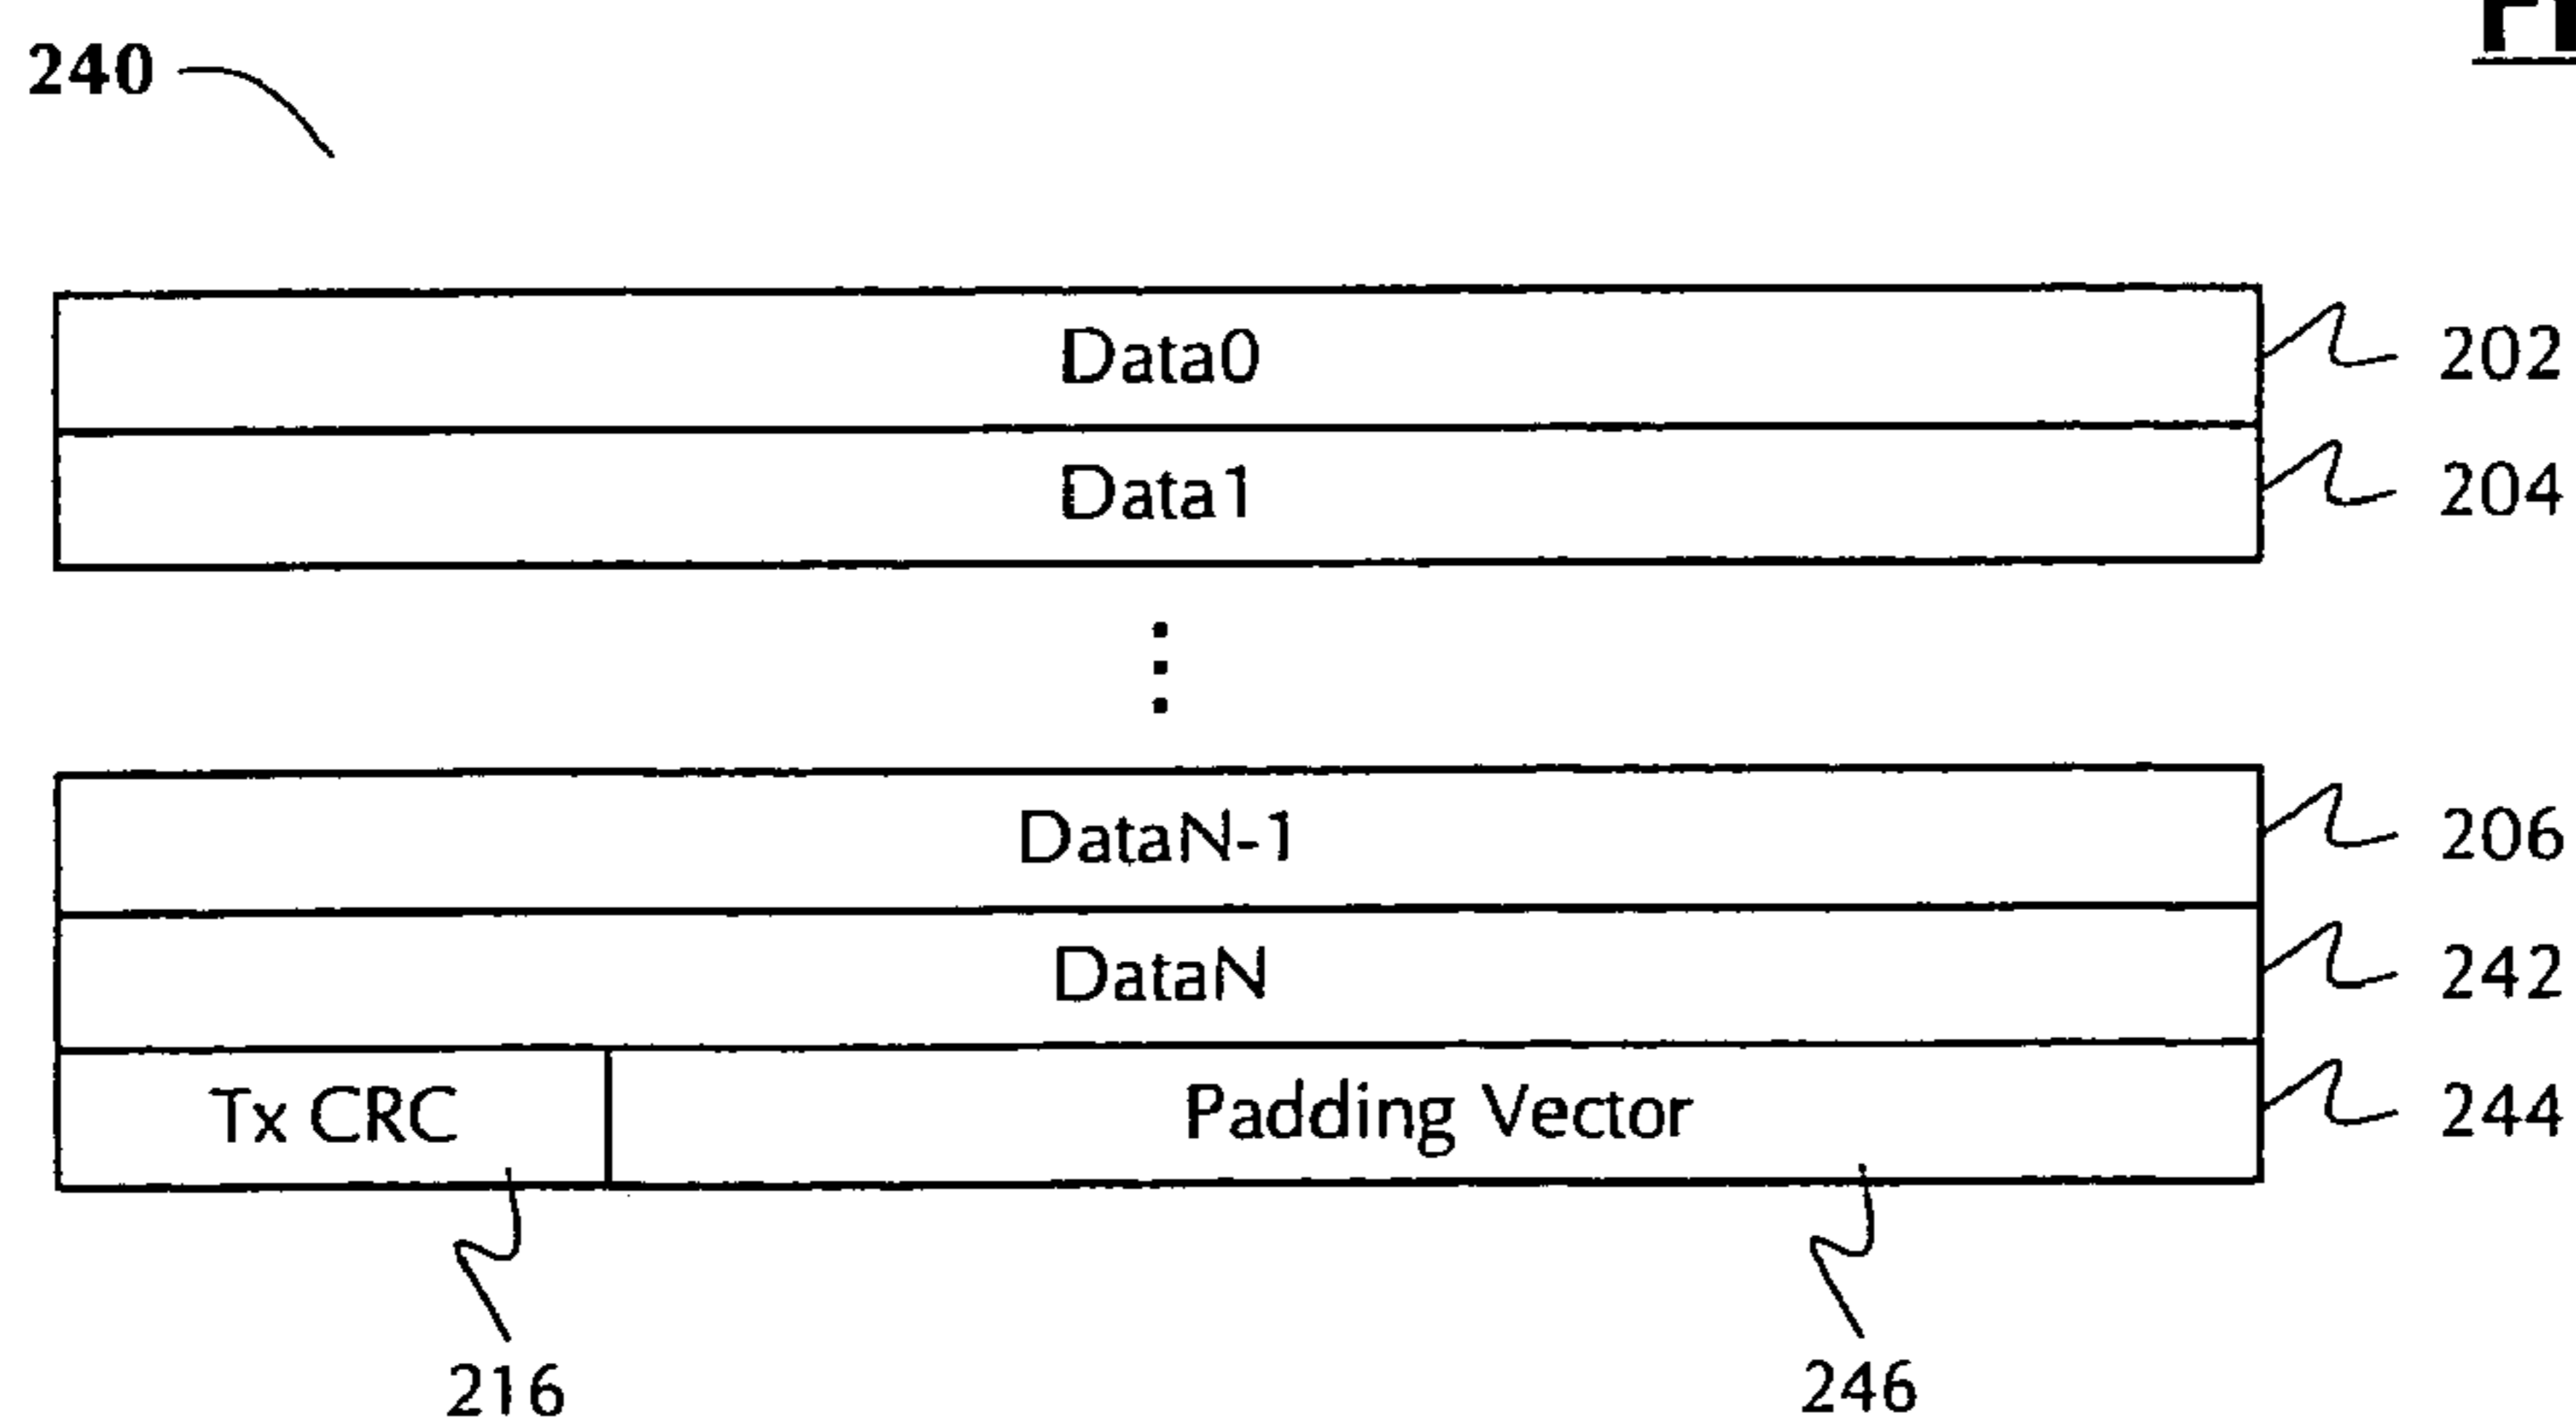 240
Data0 202
Data1 204
DataN-1 206
DataN 242
Tx CRC Padding Vector 244
216 246